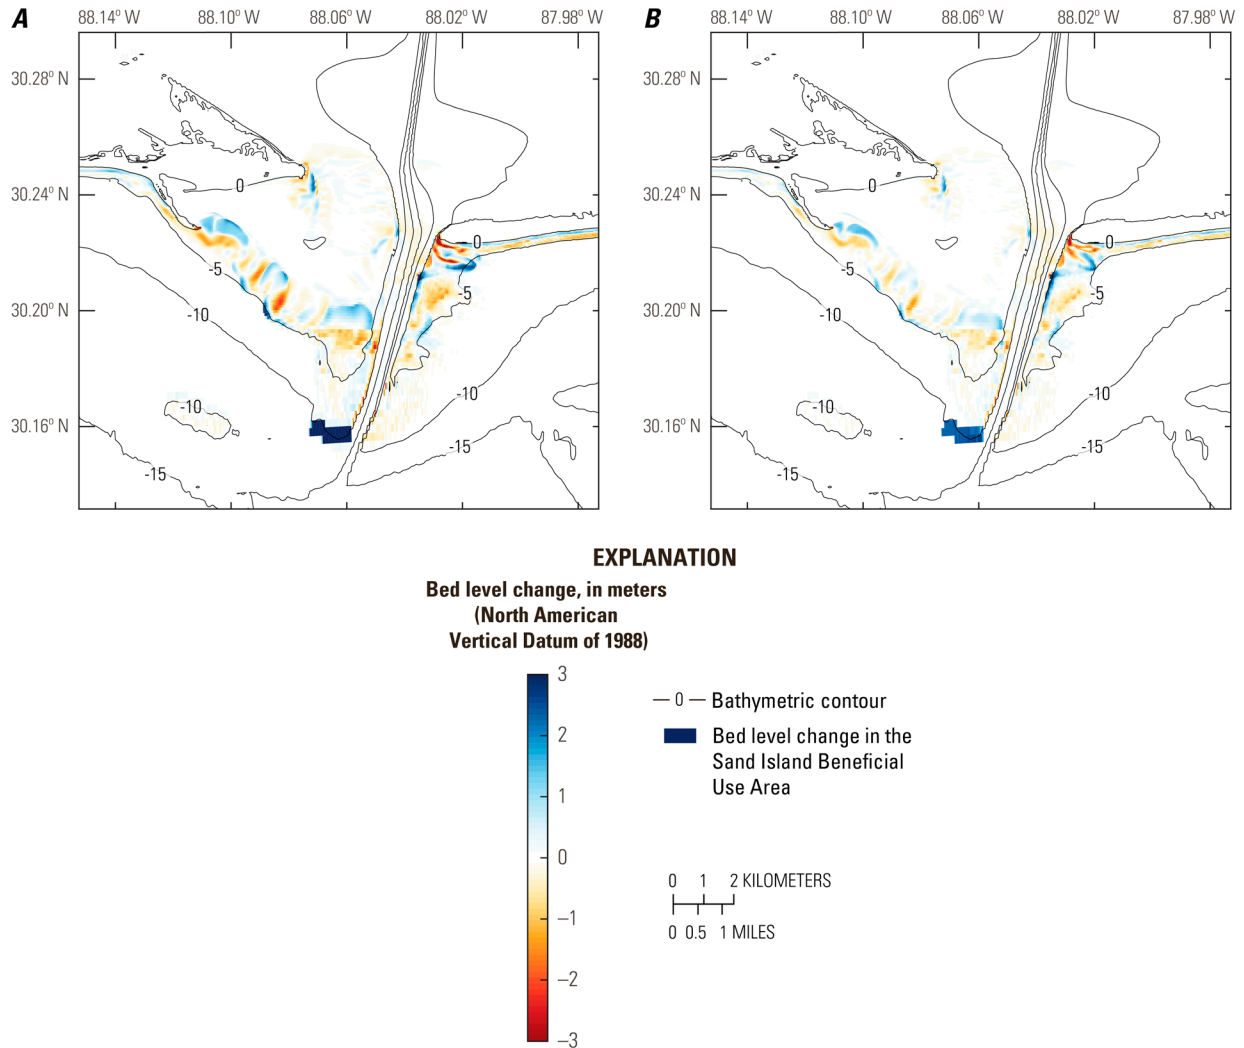 A
88.14° W 88.10° W 88.06° W 88.02° W 87.98° W
30.28° N
30.24° N
30.20° N
30.16° N
0
0
-5
-5
-10
-10
-10
-15
-15
B
88.14° W 88.10° W 88.06° W 88.02° W 87.98° W
30.28° N
30.24° N
30.20° N
30.16° N
0
0
-5
-5
-10
-10
-10
-15
-15
EXPLANATION
Bed level change, in meters
(North American
Vertical Datum of 1988)
3
2
1
0
–1
–2
–3
— 0 — Bathymetric contour
Bed level change in the
Sand Island Beneficial
Use Area
0 1 2 KILOMETERS
0 0.5 1 MILES